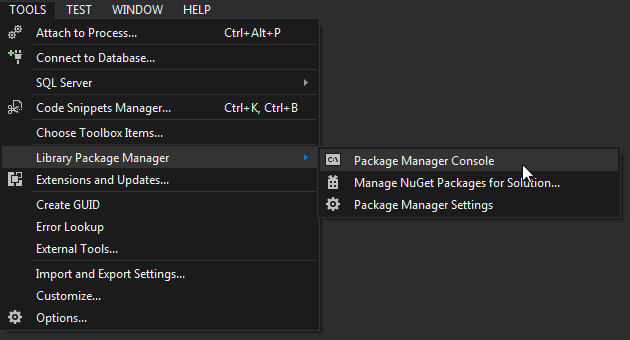 TOOLS TEST WINDOW HELP
Attach to Process... Ctrl+Alt+P
Connect to Database...
SQL Server
Code Snippets Manager... Ctrl+K, Ctrl+B
Choose Toolbox Items...
Library Package Manager
Extensions and Updates...
Create GUID
Error Lookup
External Tools...
Import and Export Settings...
Customize...
Options...
C:\ Package Manager Console
Manage NuGet Packages for Solution...
Package Manager Settings